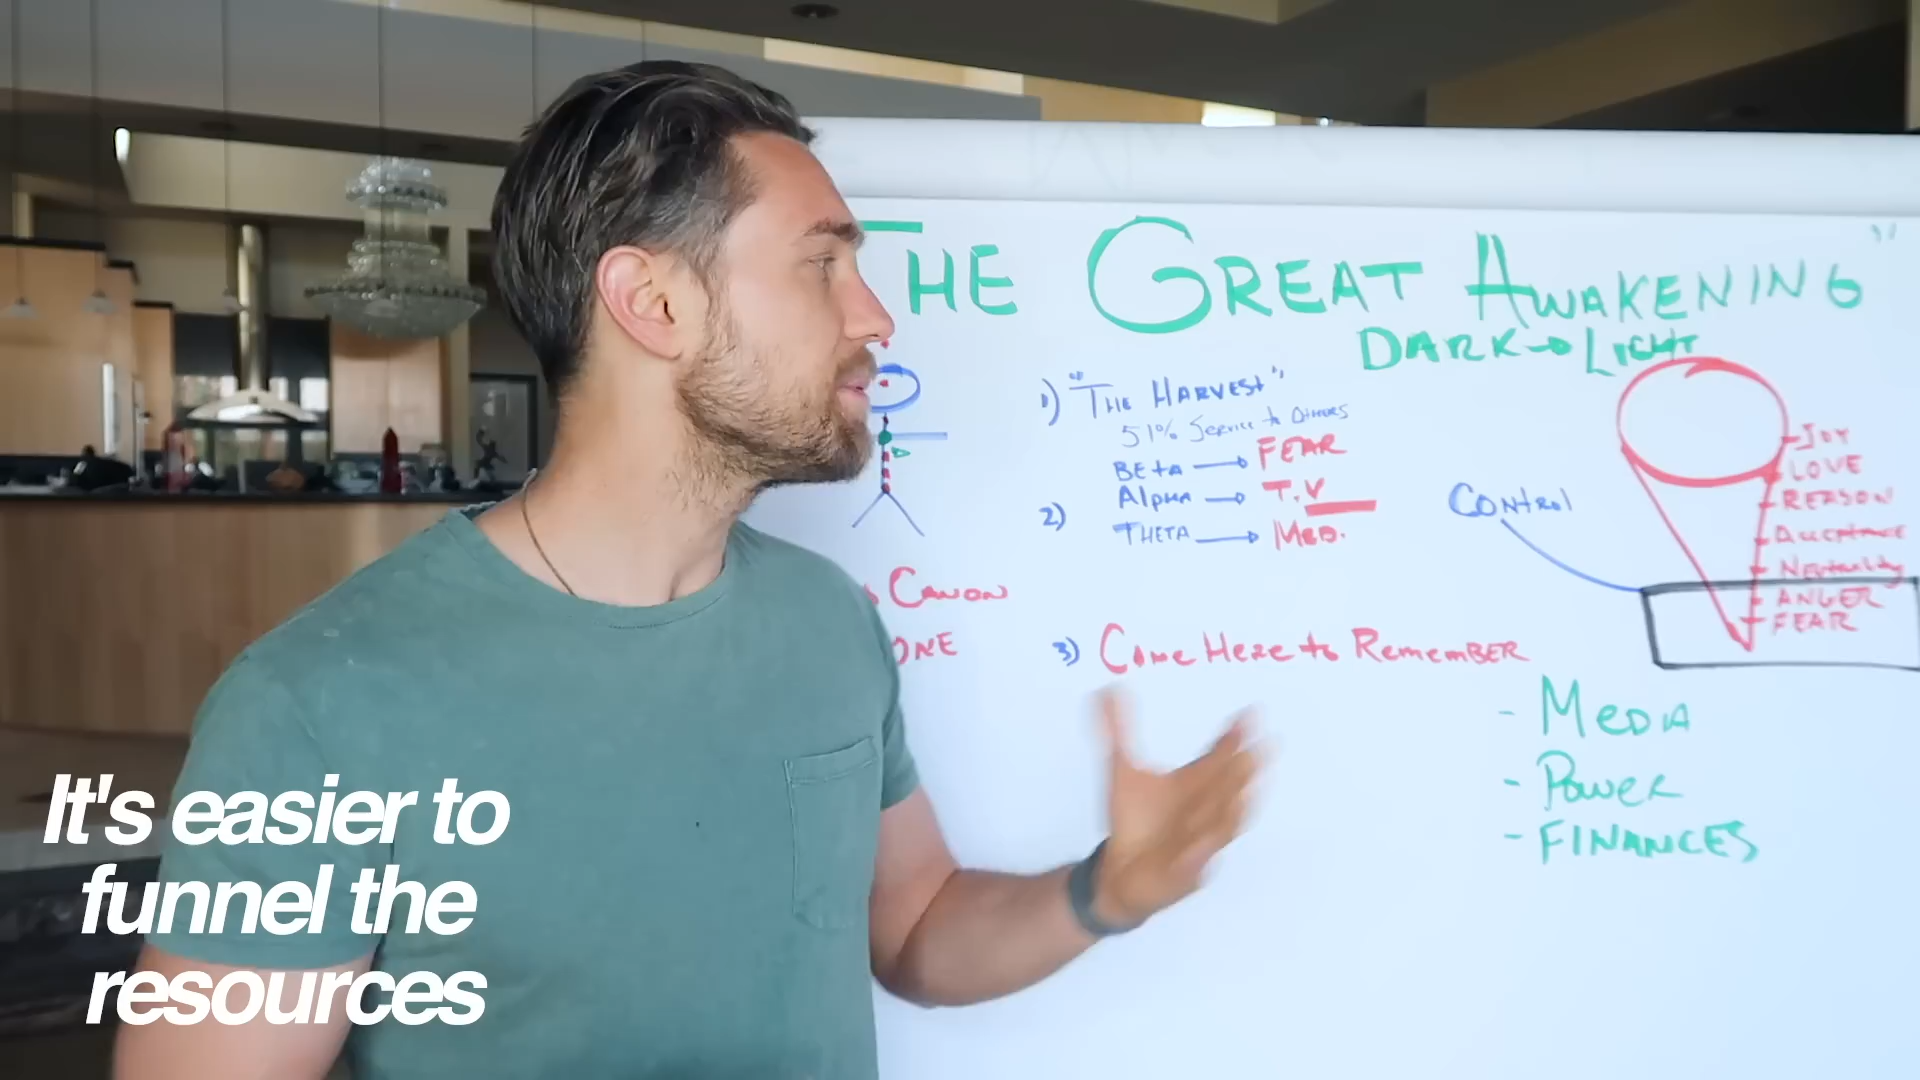 THE GREAT AWAKENING"
DARK → LIGHT
1) "THE HARVEST"
51% Service to Others
BETA → FEAR
2) ALPHA → T.V
THETA → MED.
CANON
ONE
3) COME HERE to REMEMBER
CONTROL
JOY
LOVE
REASON
Neutrality
ANGER
FEAR
- MEDIA
- POWER
- FINANCES
It's easier to
funnel the
resources